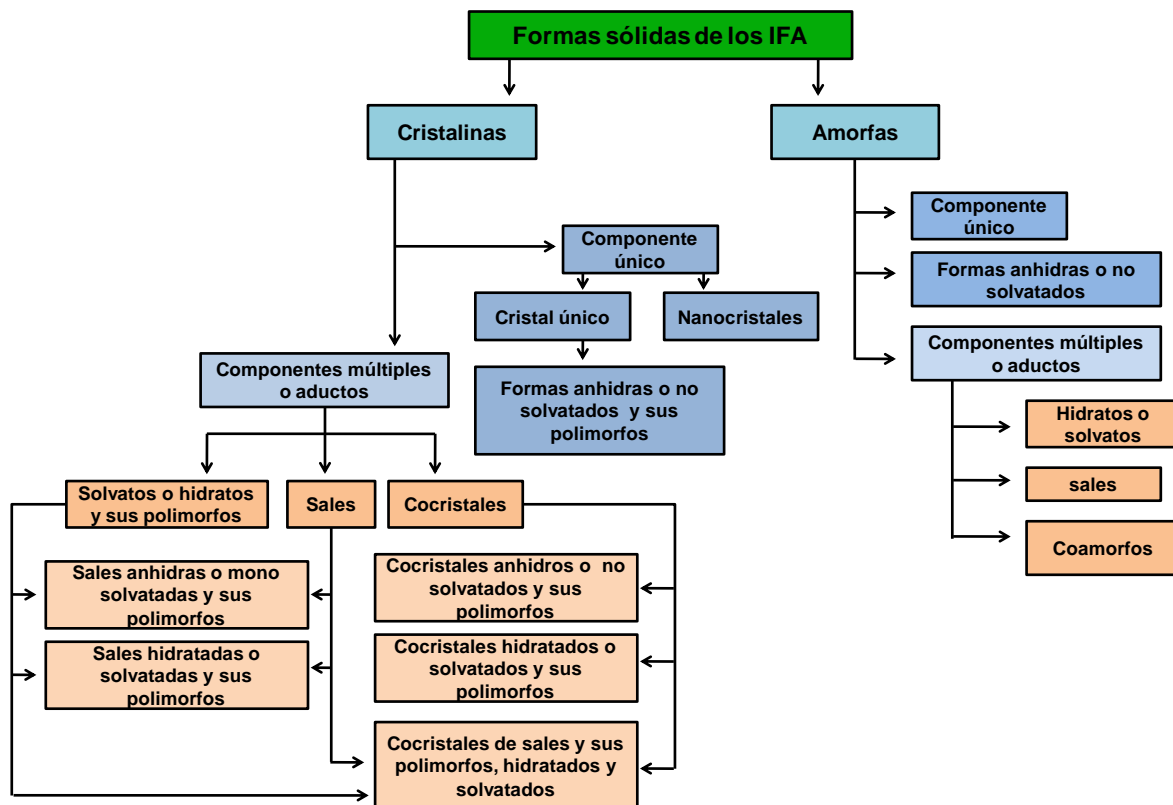 Formas sólidas de los IFA
Cristalinas
Amorfas
Componente
único
Componente
único
Formas anhidras o no
solvatados
Cristal único
Nanocristales
Componentes múltiples
o aductos
Componentes múltiples
o aductos
Formas anhidras o no
solvatados y sus
polimorfos
Hidratos o
solvatos
Solvatos o hidratos
y sus polimorfos
Sales
Cocristales
sales
Coamorfos
Sales anhidras o mono
solvatadas y sus
polimorfos
Cocristales anhidros o no
solvatados y sus
polimorfos
Sales hidratadas o
solvatadas y sus
polimorfos
Cocristales hidratados o
solvatados y sus
polimorfos
Cocristales de sales y sus
polimorfos, hidratados y
solvatados